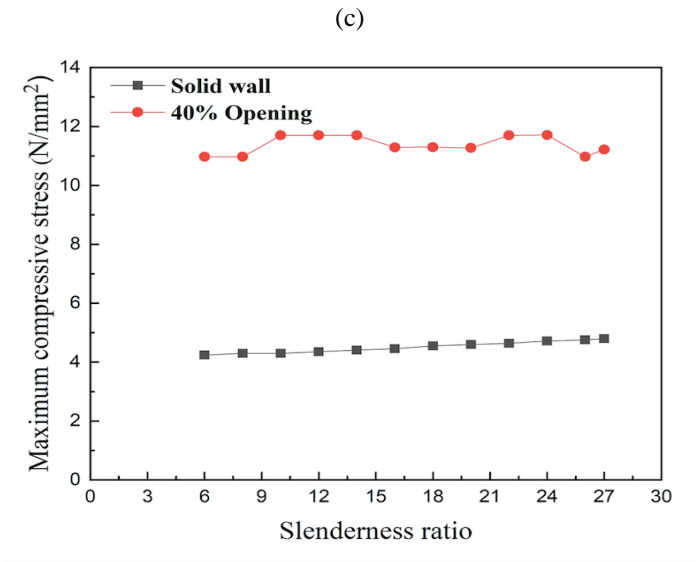 (c)
Solid wall
40% Opening
Maximum compressive stress (N/mm²)
14
12
10
8
6
4
2
0
0 3 6 9 12 15 18 21 24 27 30
Slenderness ratio